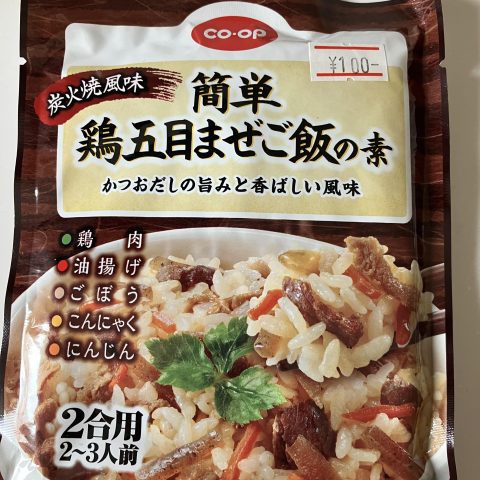 CO·OP
¥100-
炭火焼風味
簡単
鶏五目まぜご飯の素
かつおだしの旨みと香ばしい風味
鶏肉
油揚げ
ごぼう
こんにゃく
にんじん
2合用
2~3人前